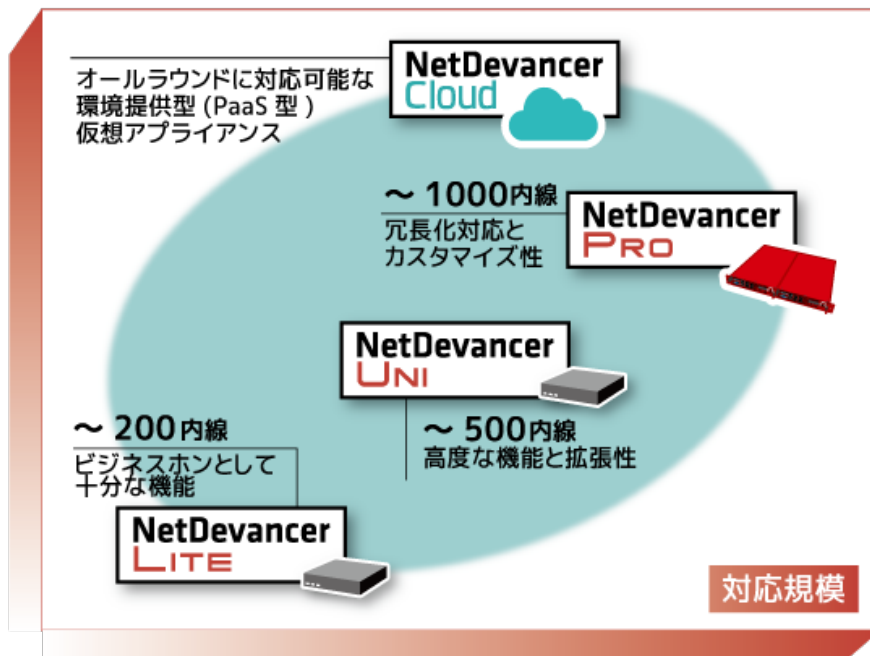 NetDevancer
Cloud
オールラウンドに対応可能な
環境提供型 (PaaS 型 )
仮想アプライアンス
～ 1000内線
冗長化対応と
カスタマイズ性
NetDevancer
PRO
NetDevancer
UNI
～ 500内線
高度な機能と拡張性
～ 200内線
ビジネスホンとして
十分な機能
NetDevancer
LITE
対応規模